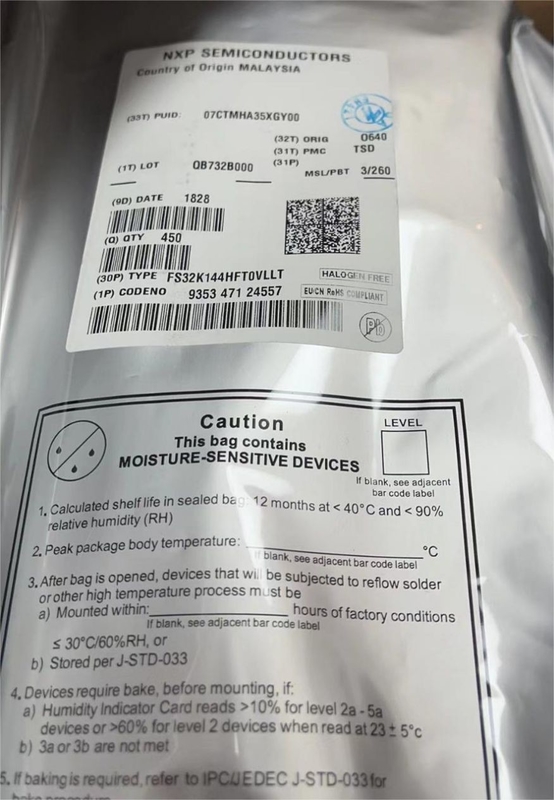 NXP SEMICONDUCTORS
Country of Origin MALAYSIA
(33T) PUID: 07CTMHA35XGY00
(32T) ORIG 0640
(31T) PMC TSD
(31P)
MSL/PBT 3/260
(1T) LOT QB732B000
(9D) DATE 1828
(Q) QTY 450
(30P) TYPE FS32K144HFT0VLLT
HALOGEN FREE
(1P) CODENO 9353 471 24557
EU/CN RoHS COMPLIANT
Pb
Caution
This bag contains
MOISTURE-SENSITIVE DEVICES
LEVEL
If blank, see adjacent
bar code label
1. Calculated shelf life in sealed bag: 12 months at < 40°C and < 90%
relative humidity (RH)
2. Peak package body temperature: °C
If blank, see adjacent bar code label
3. After bag is opened, devices that will be subjected to reflow solder
or other high temperature process must be
a) Mounted within: hours of factory conditions
If blank, see adjacent bar code label
≤ 30°C/60%RH, or
b) Stored per J-STD-033
4. Devices require bake, before mounting, if:
a) Humidity Indicator Card reads >10% for level 2a - 5a
devices or >60% for level 2 devices when read at 23 ± 5°c
b) 3a or 3b are not met
5. If baking is required, refer to IPC/JEDEC J-STD-033 for
bake procedure